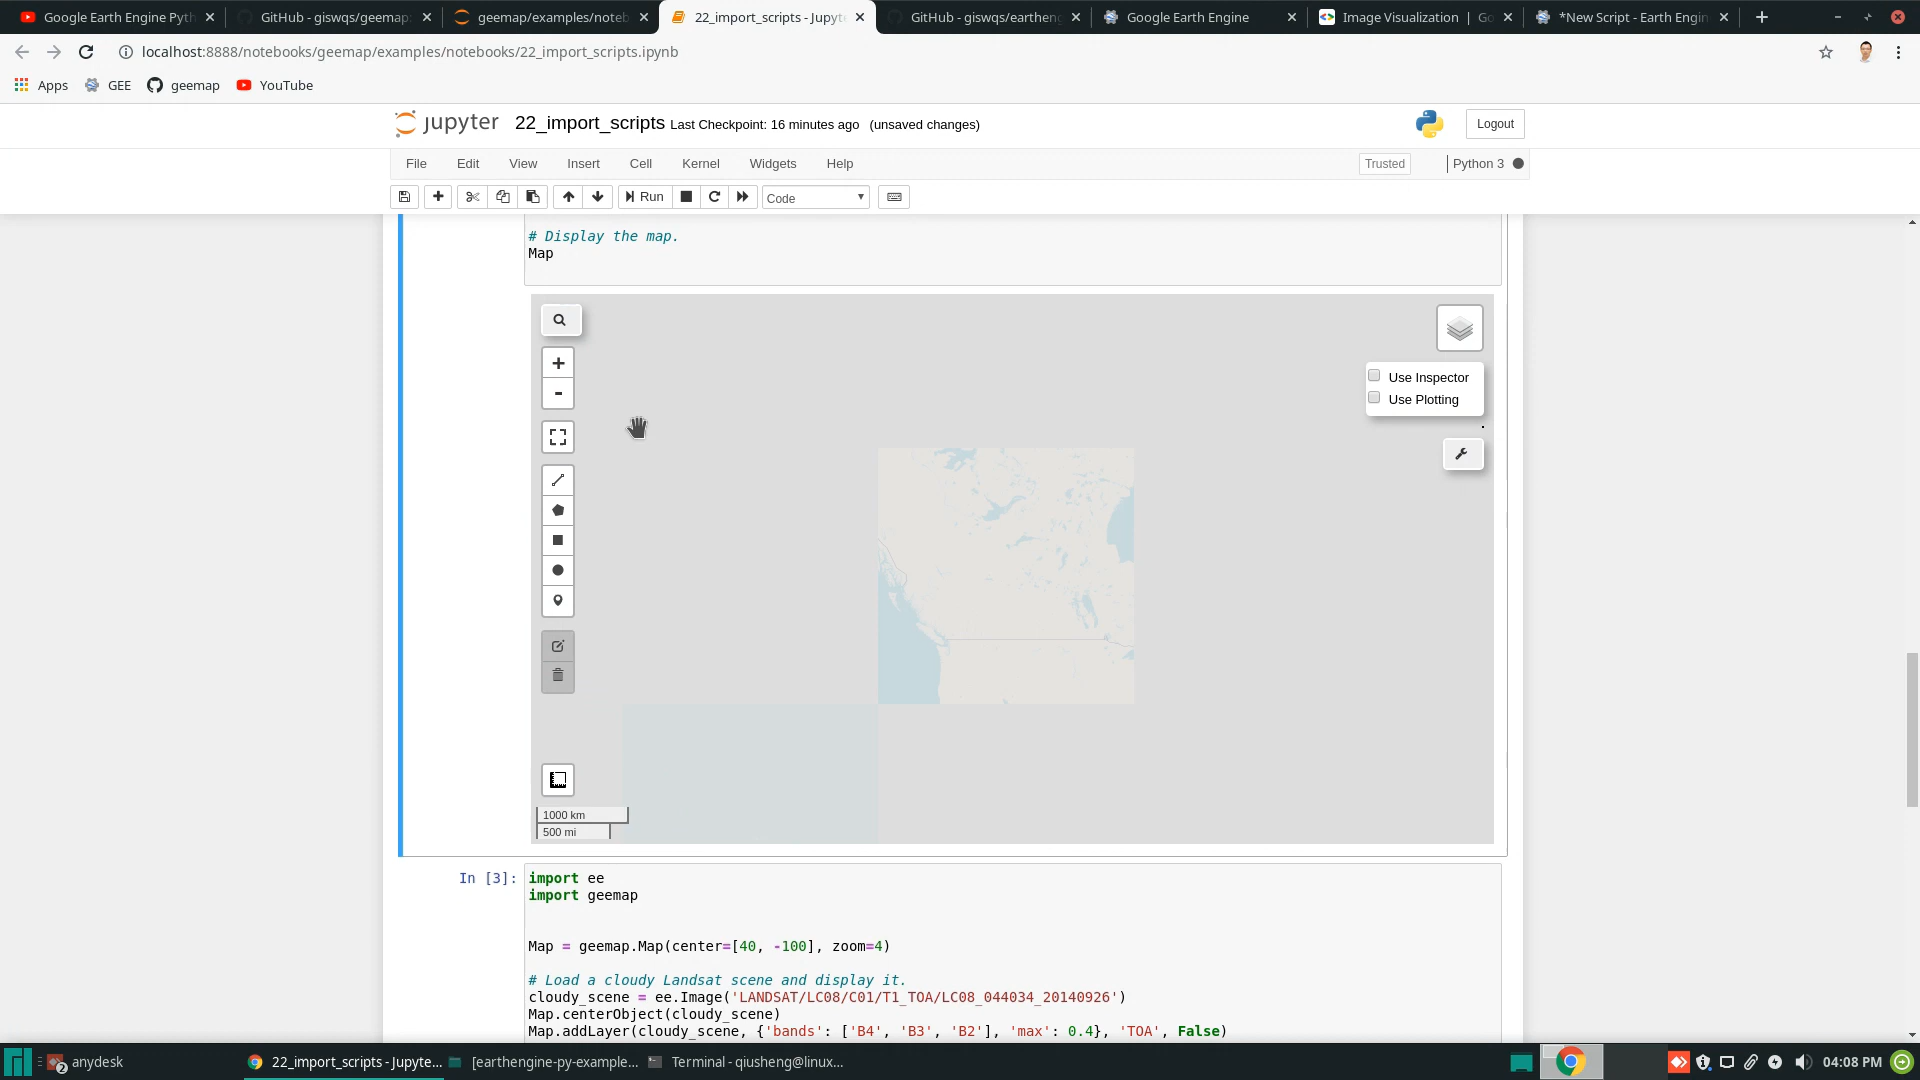 Google Earth Engine Pyth
GitHub - giswqs/geemap:
geemap/examples/noteb
22_import_scripts - Jupyte
GitHub - giswqs/eartheng
Google Earth Engine
Image Visualization | Go
*New Script - Earth Engin
localhost:8888/notebooks/geemap/examples/notebooks/22_import_scripts.ipynb
Apps
GEE
geemap
YouTube
jupyter
22_import_scripts Last Checkpoint: 16 minutes ago (unsaved changes)
Logout
File Edit View Insert Cell Kernel Widgets Help
Trusted
Python 3
Run
Code
# Display the map.
Map
+
-
Use Inspector
Use Plotting
1000 km
500 mi
In [3]:
import ee
import geemap
Map = geemap.Map(center=[40, -100], zoom=4)
# Load a cloudy Landsat scene and display it.
cloudy_scene = ee.Image('LANDSAT/LC08/C01/T1_TOA/LC08_044034_20140926')
Map.centerObject(cloudy_scene)
Map.addLayer(cloudy_scene, {'bands': ['B4', 'B3', 'B2'], 'max': 0.4}, 'TOA', False)
2
anydesk
22_import_scripts - Jupyte...
[earthengine-py-example...
Terminal - qiusheng@linux...
04:08 PM